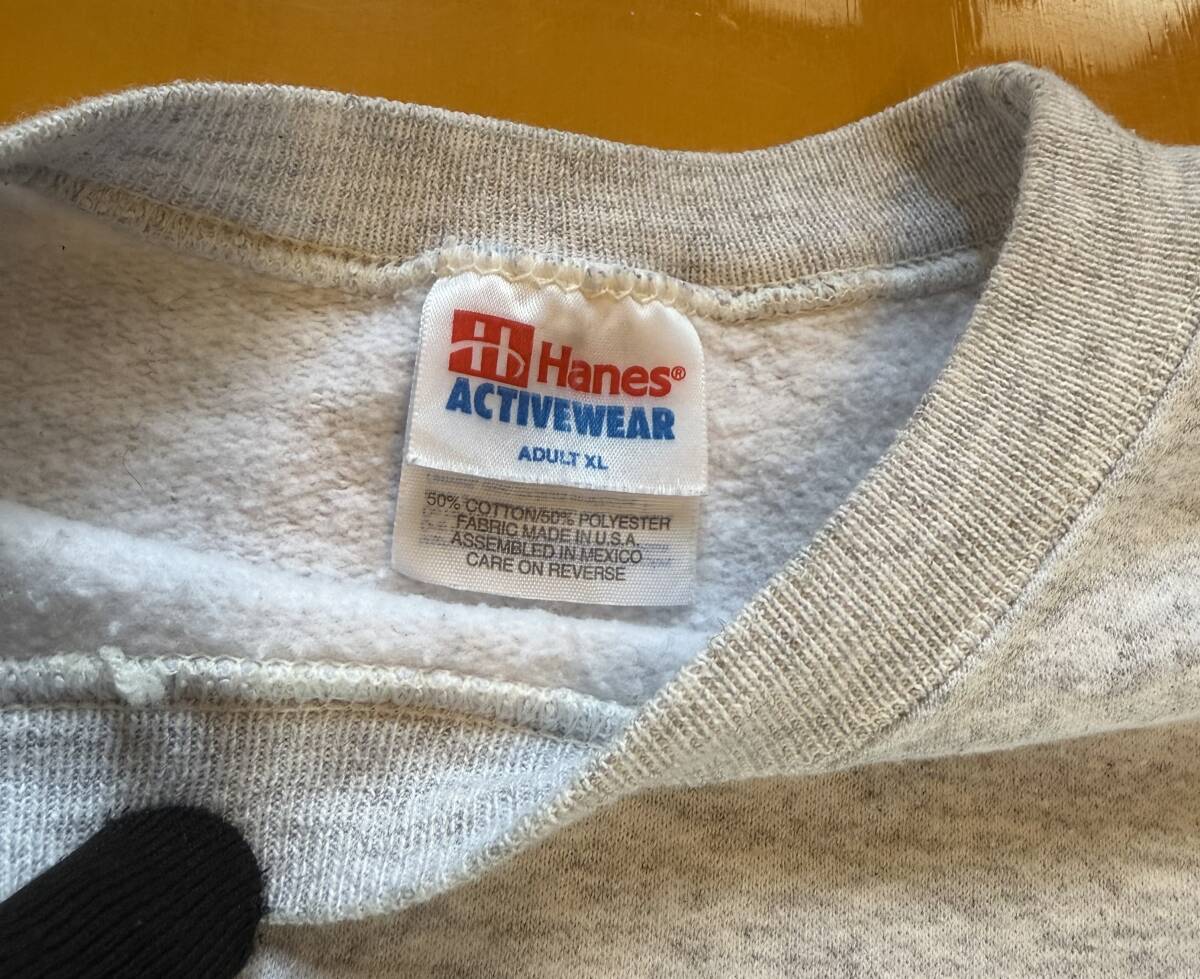 Hanes®
ACTIVEWEAR
ADULT XL
50% COTTON/50% POLYESTER
FABRIC MADE IN U.S.A.
ASSEMBLED IN MEXICO
CARE ON REVERSE